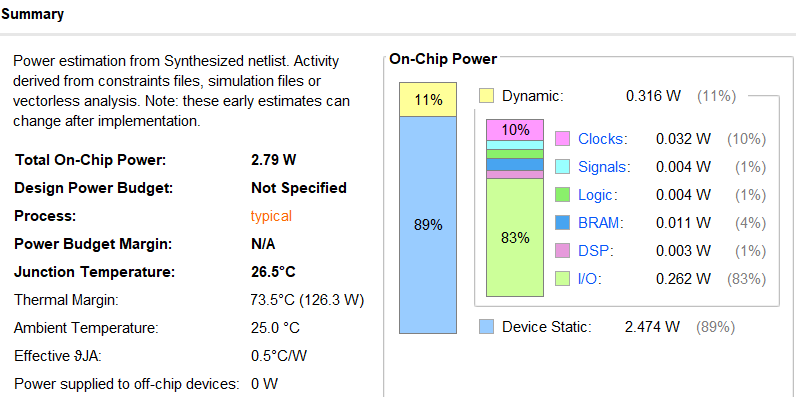 Summary
Power estimation from Synthesized netlist. Activity
derived from constraints files, simulation files or
vectorless analysis. Note: these early estimates can
change after implementation.
Total On-Chip Power: 2.79 W
Design Power Budget: Not Specified
Process: typical
Power Budget Margin: N/A
Junction Temperature: 26.5°C
Thermal Margin: 73.5°C (126.3 W)
Ambient Temperature: 25.0 °C
Effective ϑJA: 0.5°C/W
Power supplied to off-chip devices: 0 W
On-Chip Power
11%
89%
Dynamic: 0.316 W (11%)
10%
83%
Clocks: 0.032 W (10%)
Signals: 0.004 W (1%)
Logic: 0.004 W (1%)
BRAM: 0.011 W (4%)
DSP: 0.003 W (1%)
I/O: 0.262 W (83%)
Device Static: 2.474 W (89%)